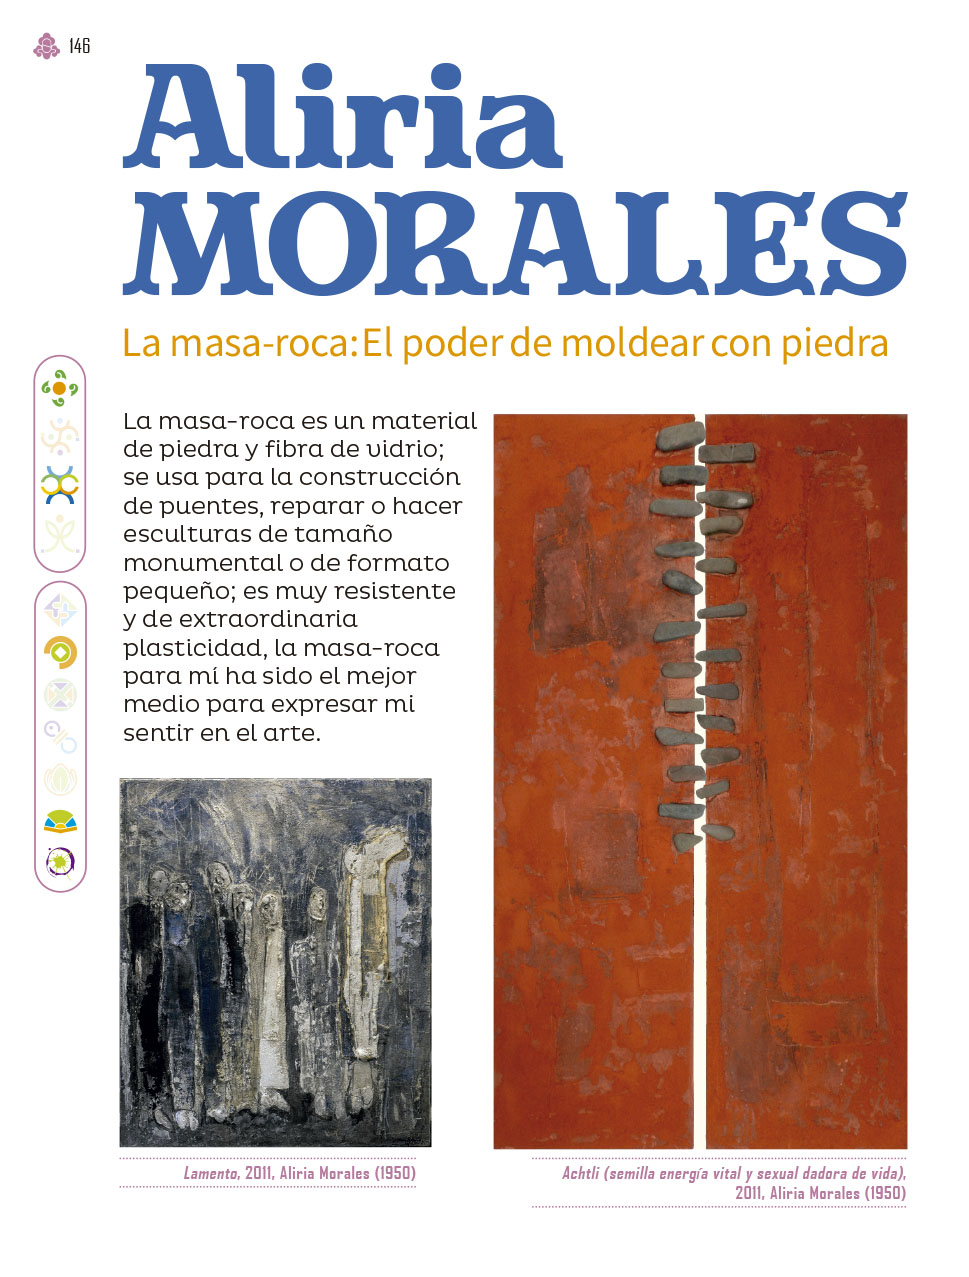 146
Aliria
MORALES
La masa-roca: El poder de moldear con piedra
La masa-roca es un material
de piedra y fibra de vidrio;
se usa para la construcción
de puentes, reparar o hacer
esculturas de tamaño
monumental o de formato
pequeño; es muy resistente
y de extraordinaria
plasticidad, la masa-roca
para mí ha sido el mejor
medio para expresar mi
sentir en el arte.
Lamento, 2011, Aliria Morales (1950)
Achtli (semilla energía vital y sexual dadora de vida),
2011, Aliria Morales (1950)